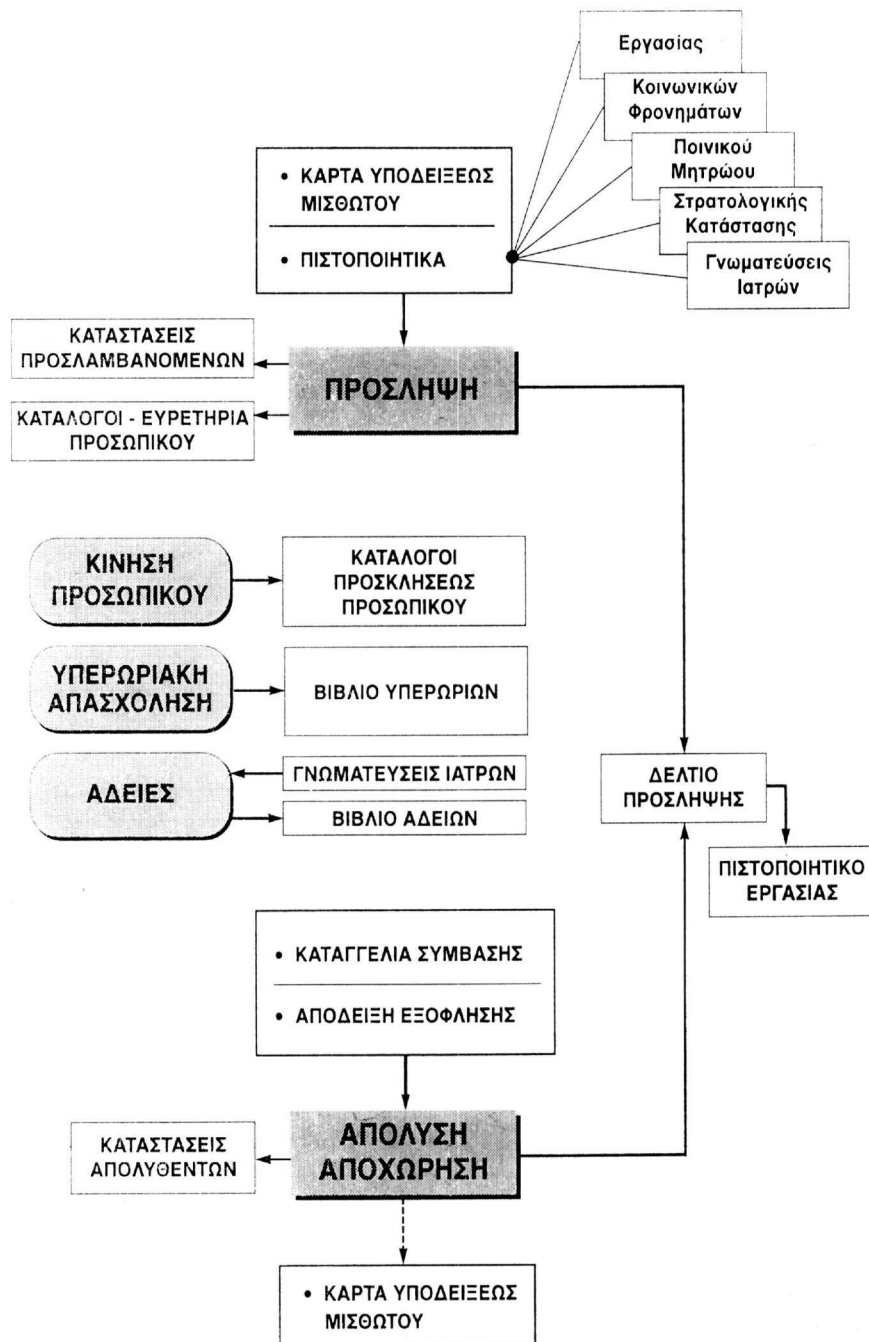 Εργασίας
Κοινωνικών
Φρονημάτων
Ποινικού
Μητρώου
Στρατολογικής
Κατάστασης
Γνωματεύσεις
Ιατρών
• ΚΑΡΤΑ ΥΠΟΔΕΙΞΕΩΣ
ΜΙΣΘΩΤΟΥ
• ΠΙΣΤΟΠΟΙΗΤΙΚΑ
ΚΑΤΑΣΤΑΣΕΙΣ
ΠΡΟΣΛΑΜΒΑΝΟΜΕΝΩΝ
ΠΡΟΣΛΗΨΗ
ΚΑΤΑΛΟΓΟΙ - ΕΥΡΕΤΗΡΙΑ
ΠΡΟΣΩΠΙΚΟΥ
ΚΙΝΗΣΗ
ΠΡΟΣΩΠΙΚΟΥ
ΚΑΤΑΛΟΓΟΙ
ΠΡΟΣΚΛΗΣΕΩΣ
ΠΡΟΣΩΠΙΚΟΥ
ΥΠΕΡΩΡΙΑΚΗ
ΑΠΑΣΧΟΛΗΣΗ
ΒΙΒΛΙΟ ΥΠΕΡΩΡΙΩΝ
ΑΔΕΙΕΣ
ΓΝΩΜΑΤΕΥΣΕΙΣ ΙΑΤΡΩΝ
ΒΙΒΛΙΟ ΑΔΕΙΩΝ
ΔΕΛΤΙΟ
ΠΡΟΣΛΗΨΗΣ
ΠΙΣΤΟΠΟΙΗΤΙΚΟ
ΕΡΓΑΣΙΑΣ
• ΚΑΤΑΓΓΕΛΙΑ ΣΥΜΒΑΣΗΣ
• ΑΠΟΔΕΙΞΗ ΕΞΟΦΛΗΣΗΣ
ΚΑΤΑΣΤΑΣΕΙΣ
ΑΠΟΛΥΘΕΝΤΩΝ
ΑΠΟΛΥΣΗ
ΑΠΟΧΩΡΗΣΗ
• ΚΑΡΤΑ ΥΠΟΔΕΙΞΕΩΣ
ΜΙΣΘΩΤΟΥ